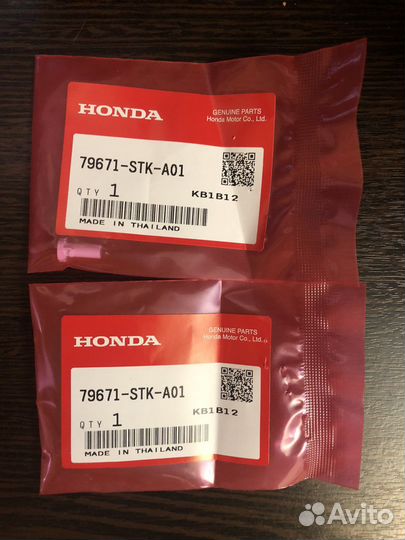 HONDA
GENUINE PARTS
Honda Motor Co., Ltd.
79671-STK-A01
QTY 1
KB1B12
MADE IN THAILAND
HONDA
GENUINE PARTS
Honda Motor Co., Ltd.
79671-STK-A01
KB1B12
QTY 1
MADE IN THAILAND
Avito